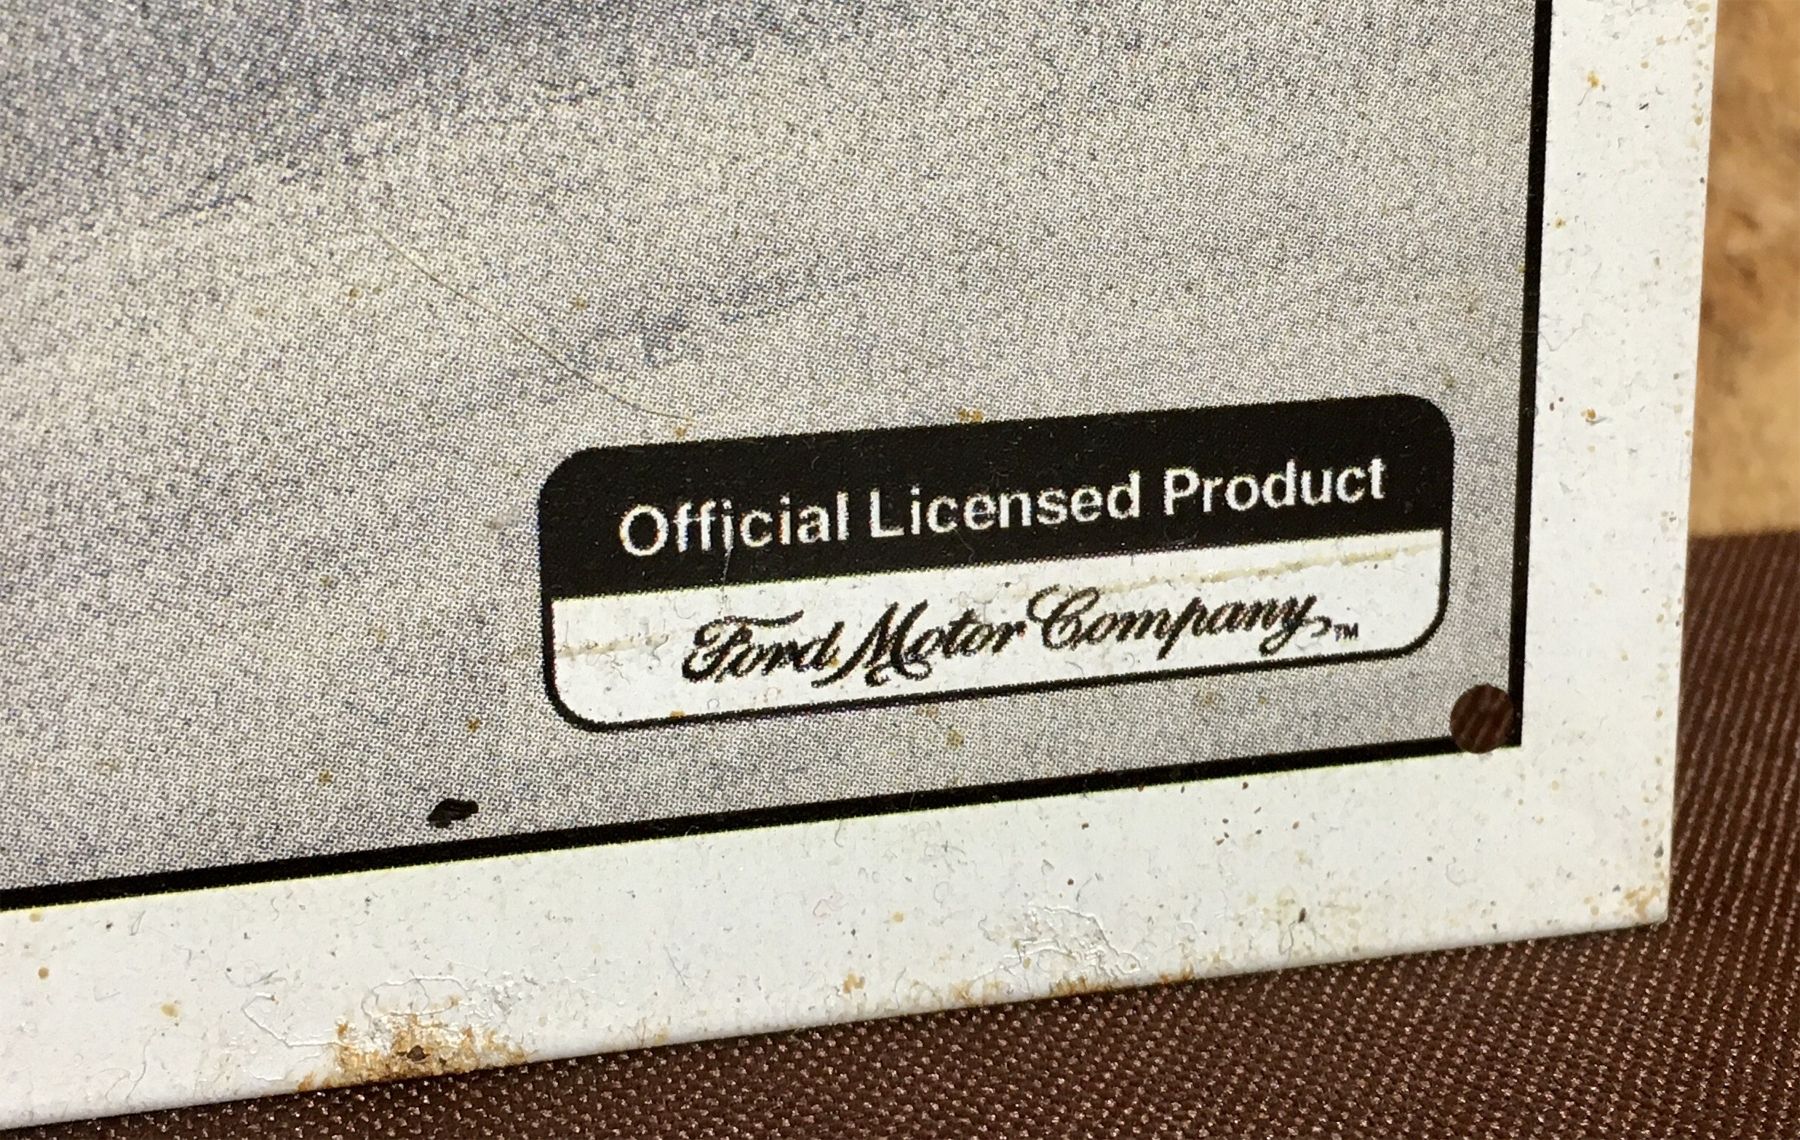 Official Licensed Product
Ford Motor Company™